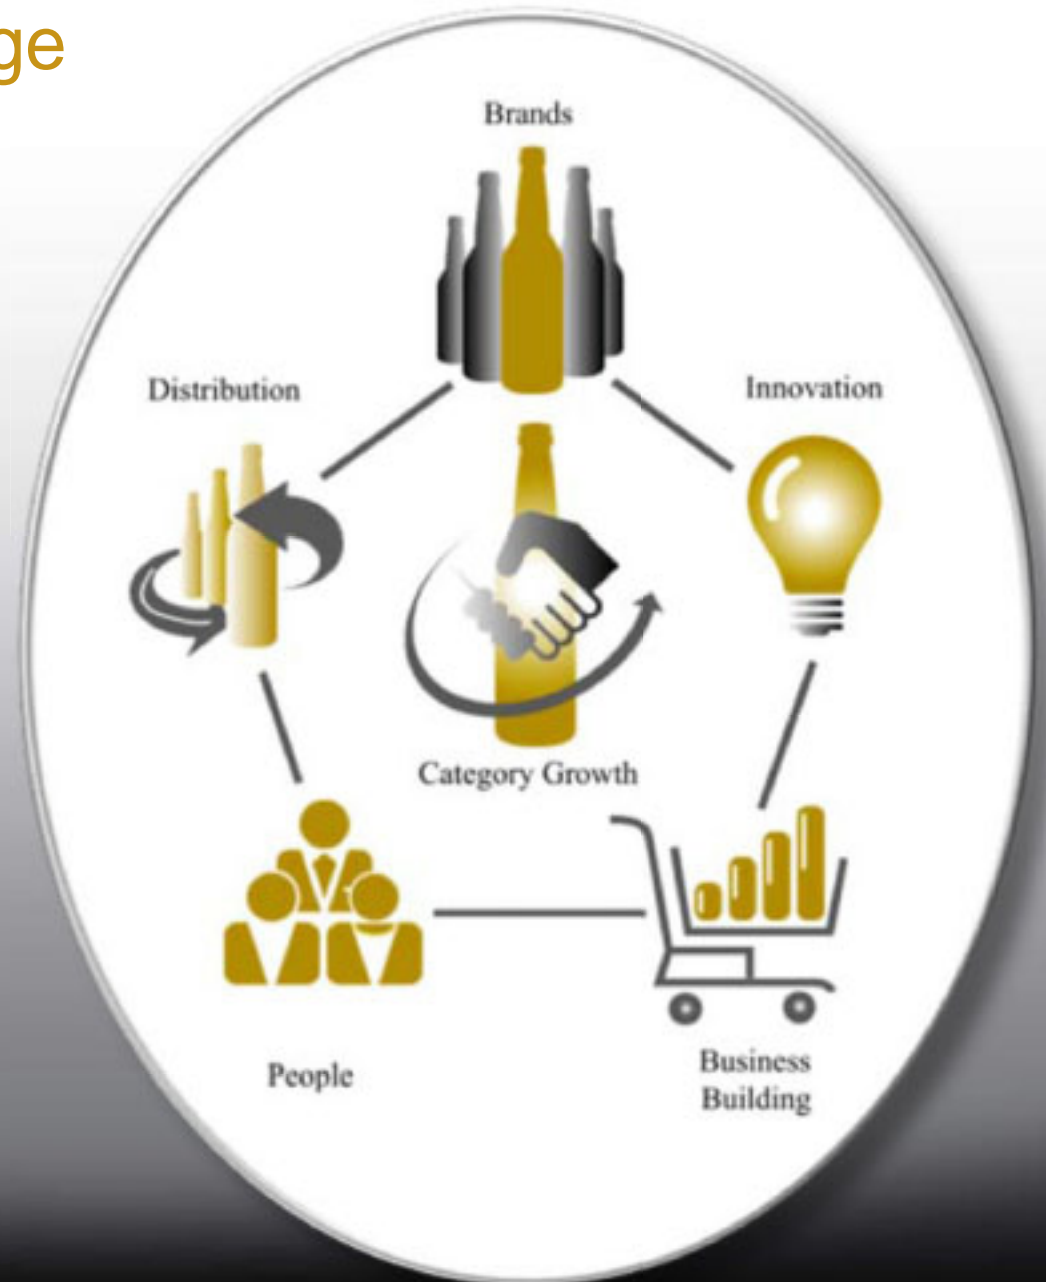 ge
Brands
Distribution
Innovation
Category Growth
People
Business
Building